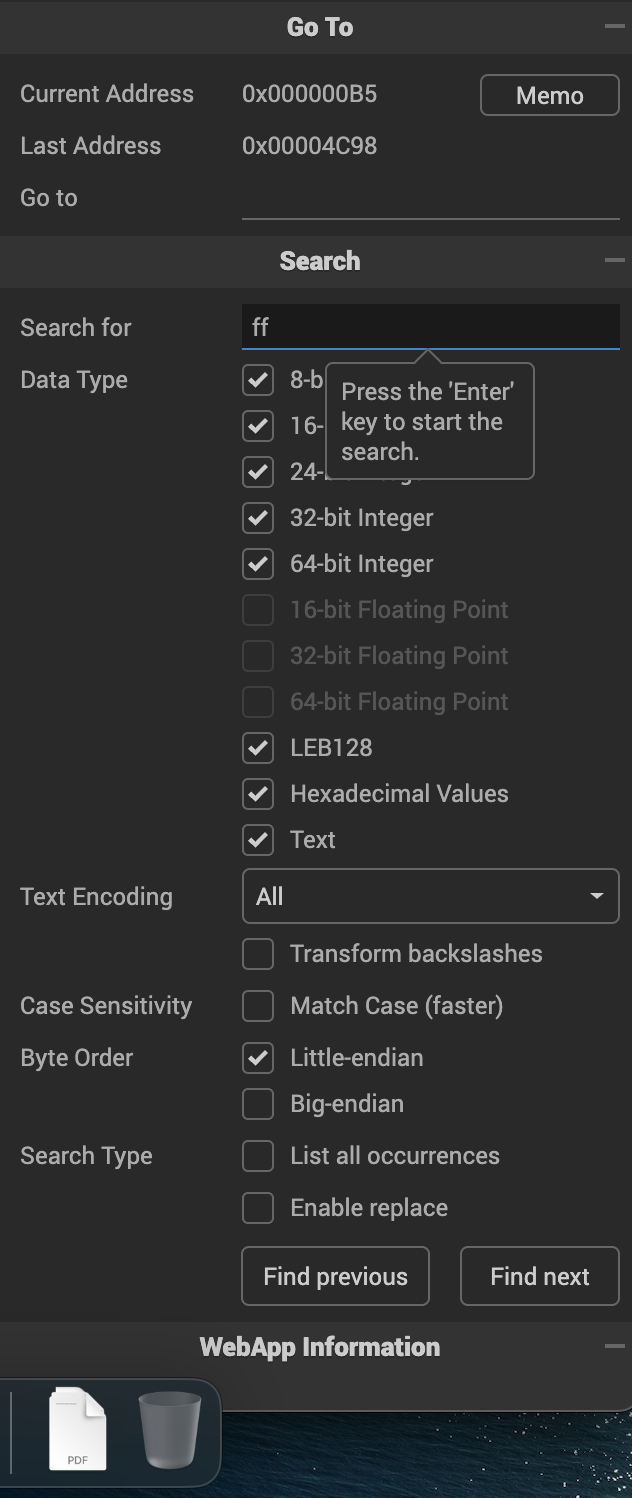 Go To
Current Address 0x000000B5 Memo
Last Address 0x00004C98
Go to
Search
Search for ff
Data Type 8-b
Press the 'Enter'
key to start the
search.
16-
24-
32-bit Integer
64-bit Integer
16-bit Floating Point
32-bit Floating Point
64-bit Floating Point
LEB128
Hexadecimal Values
Text
Text Encoding All
Transform backslashes
Case Sensitivity Match Case (faster)
Byte Order Little-endian
Big-endian
Search Type List all occurrences
Enable replace
Find previous Find next
WebApp Information
PDF